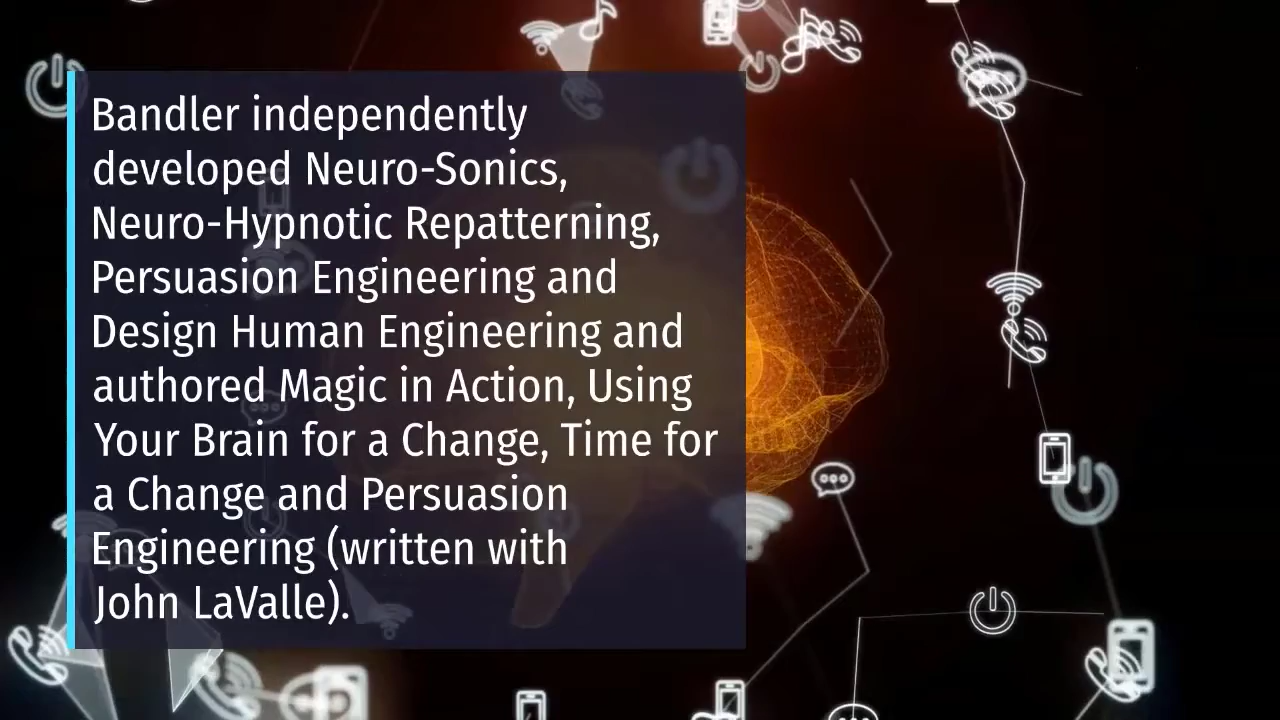 Bandler independently
developed Neuro-Sonics,
Neuro-Hypnotic Repatterning,
Persuasion Engineering and
Design Human Engineering and
authored Magic in Action, Using
Your Brain for a Change, Time for
a Change and Persuasion
Engineering (written with
John LaValle).